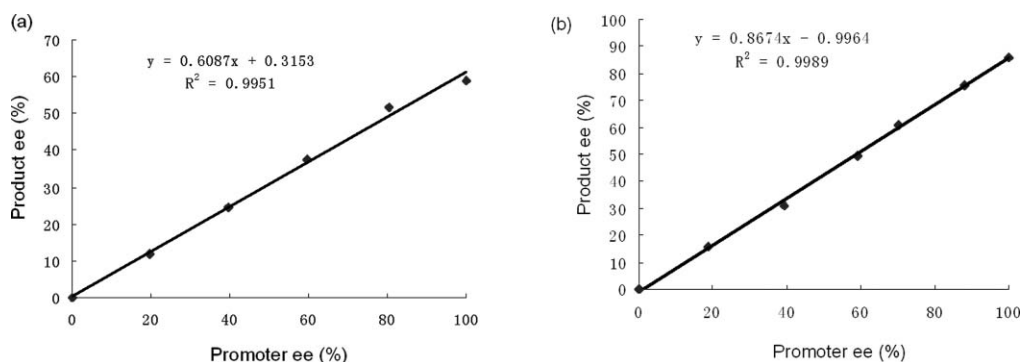 (a)
y = 0.6087x + 0.3153
R² = 0.9951
70
60
50
40
30
20
10
0
0 20 40 60 80 100
Product ee (%)
Promoter ee (%)
(b)
y = 0.8674x − 0.9964
R² = 0.9989
100
90
80
70
60
50
40
30
20
10
0
0 20 40 60 80 100
Product ee (%)
Promoter ee (%)